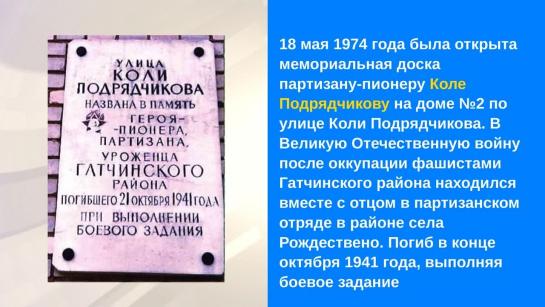 УЛИЦА
КОЛИ
ПОДРЯДЧИКОВА
НАЗВАНА В ПАМЯТЬ
ГЕРОЯ-
-ПИОНЕРА,
ПАРТИЗАНА,
УРОЖЕНЦА
ГАТЧИНСКОГО
РАЙОНА
ПОГИБШЕГО 21 ОКТЯБРЯ 1941 ГОДА
ПРИ ВЫПОЛНЕНИИ
БОЕВОГО ЗАДАНИЯ
18 мая 1974 года была открыта
мемориальная доска
партизану-пионеру Коле
Подрядчикову на доме №2 по
улице Коли Подрядчикова. В
Великую Отечественную войну
после оккупации фашистами
Гатчинского района находился
вместе с отцом в партизанском
отряде в районе села
Рождествено. Погиб в конце
октября 1941 года, выполняя
боевое задание